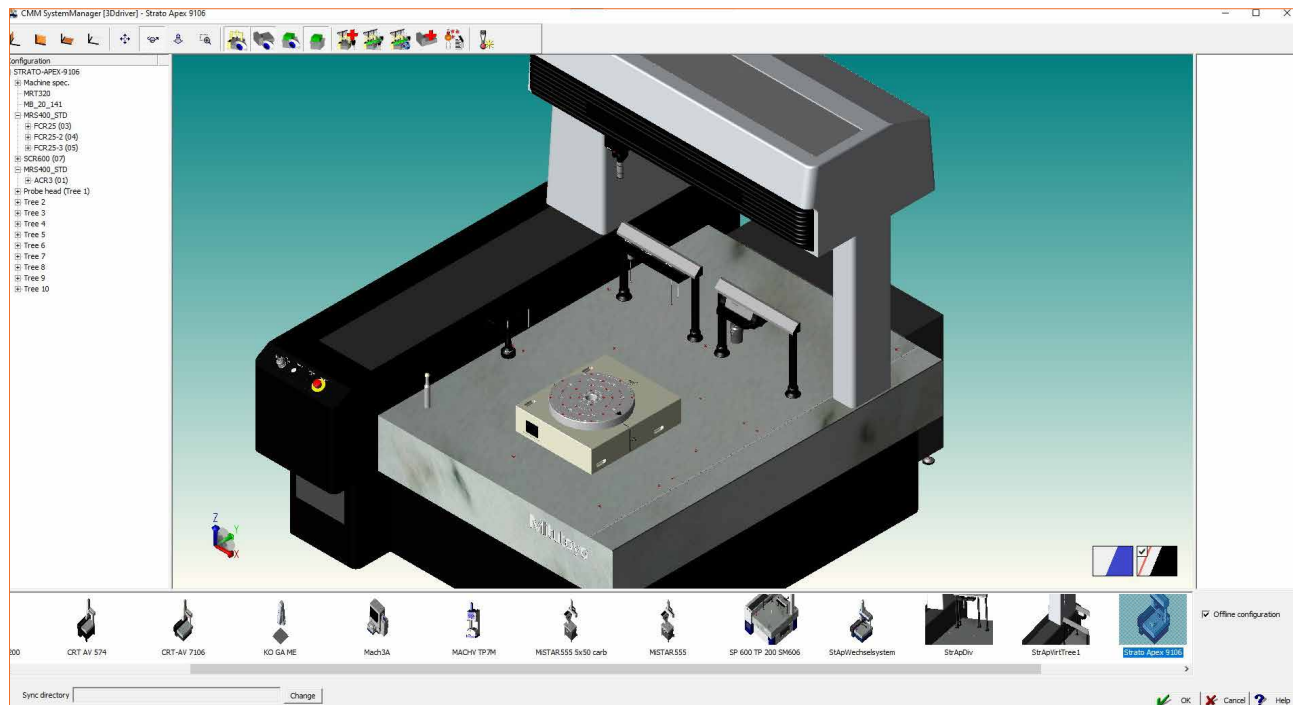 CMM SystemManager [3Ddriver] - Strato Apex 9106
Configuration
STRATO-APEX-9106
Machine spec.
MRT320
MB_20_141
MRS400_STD
FCR25 (03)
FCR25-2 (04)
FCR25-3 (05)
SCR600 (07)
MRS400_STD
ACR3 (01)
Probe head (Tree 1)
Tree 2
Tree 3
Tree 4
Tree 5
Tree 6
Tree 7
Tree 8
Tree 9
Tree 10
Mitutoyo
Z
Y
X
200 CRT AV 574 CRT-AV 7106 KO GA ME Mach3A MACHV TP7M MiSTAR555 5x50 carb MiSTAR555 SP 600 TP 200 SM606 StApWechselsystem StrApDiv StrApVirtTree1 Strato Apex 9106
Offline configuration
Sync directory Change
OK Cancel Help